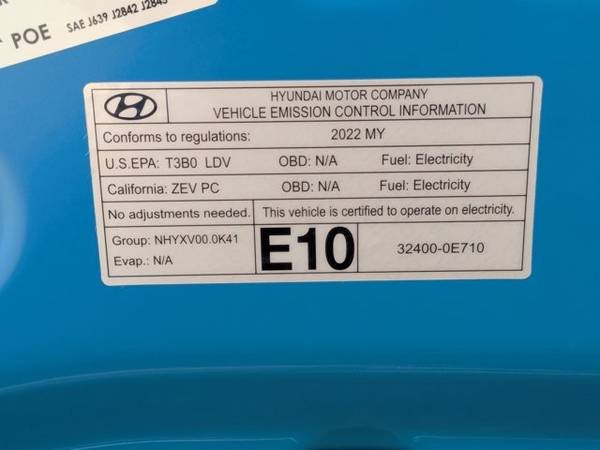 POE SAE J639 J2842 J2845
HYUNDAI MOTOR COMPANY
VEHICLE EMISSION CONTROL INFORMATION
Conforms to regulations: 2022 MY
U.S.EPA: T3B0 LDV OBD: N/A Fuel: Electricity
California: ZEV PC OBD: N/A Fuel: Electricity
No adjustments needed. This vehicle is certified to operate on electricity.
Group: NHYXV00.0K41
Evap.: N/A
E10
32400-0E710